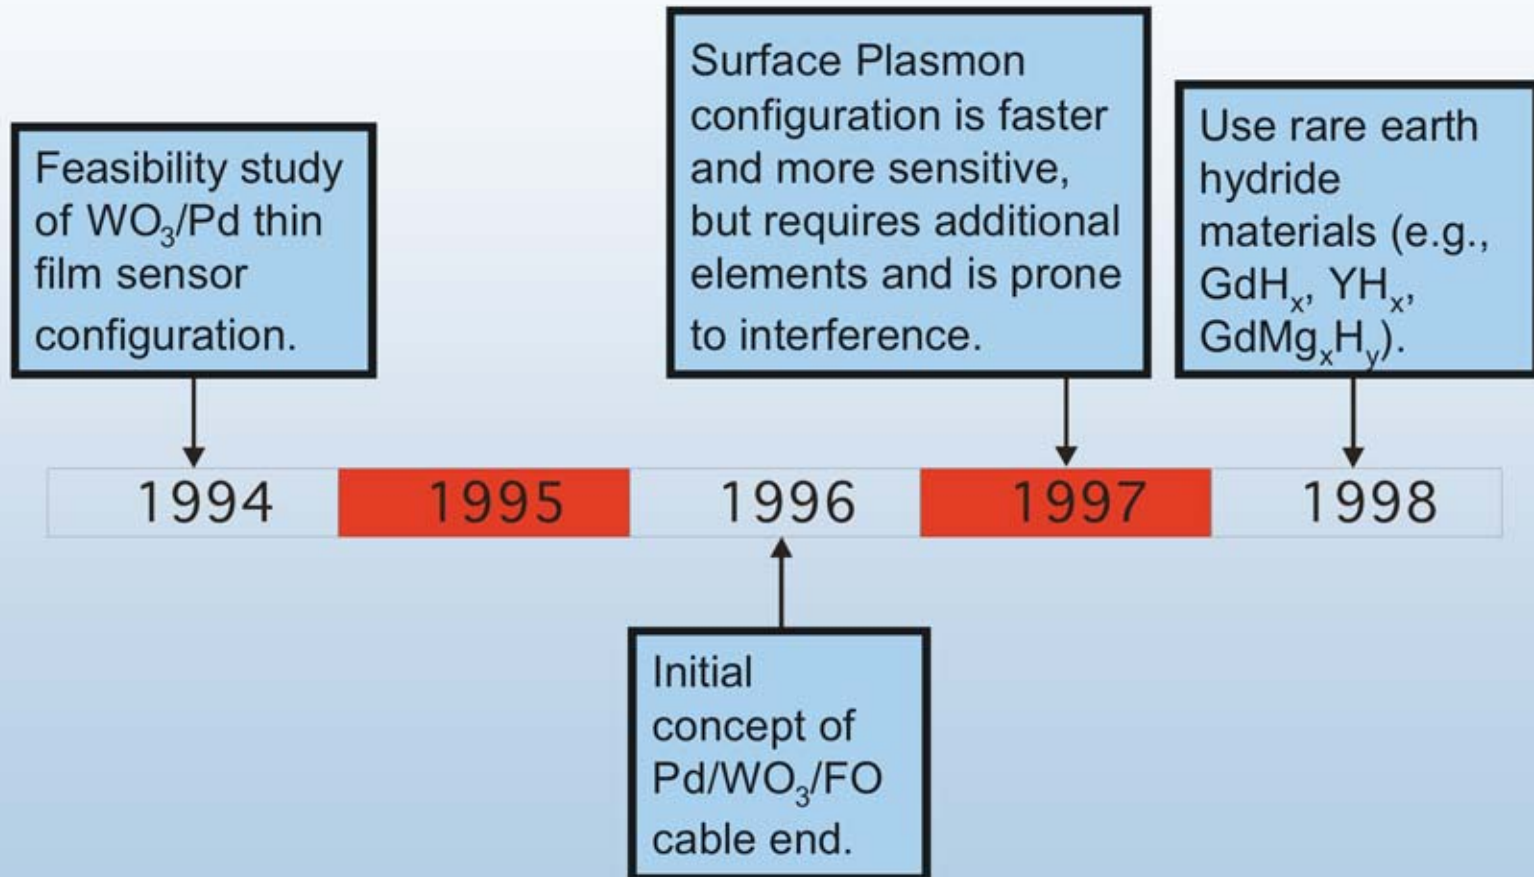 Feasibility study
of WO₃/Pd thin
film sensor
configuration.
Surface Plasmon
configuration is faster
and more sensitive,
but requires additional
elements and is prone
to interference.
Use rare earth
hydride
materials (e.g.,
GdHₓ, YHₓ,
GdMgₓHᵧ).
1994 1995 1996 1997 1998
Initial
concept of
Pd/WO₃/FO
cable end.